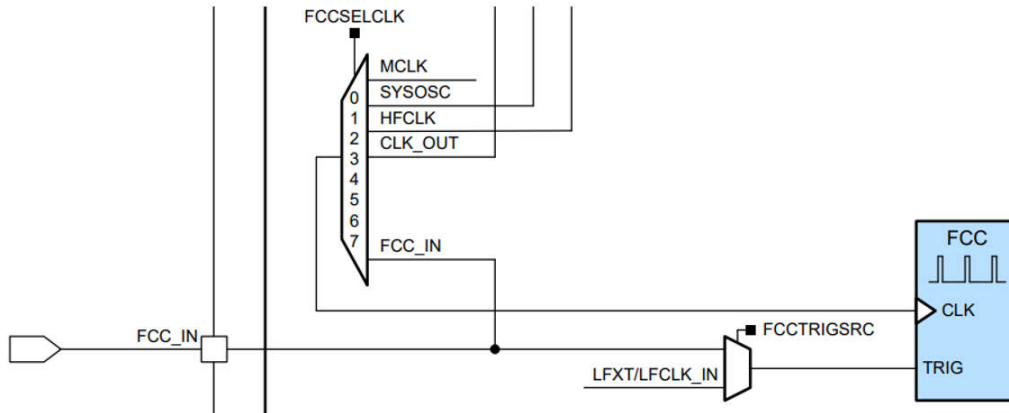 FCCSELCLK
MCLK
0
SYSOSC
1
HFCLK
2
CLK_OUT
3
4
5
6
7
FCC_IN
FCC
CLK
FCC_IN
FCCTRIGSRC
LFXT/LFCLK_IN
TRIG